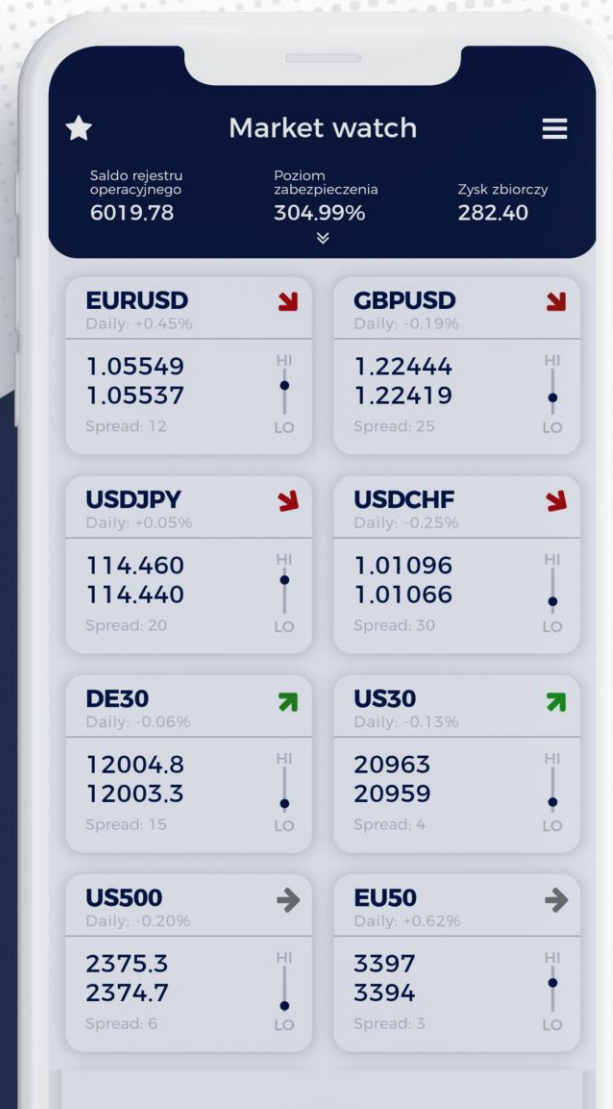 Market watch
Saldo rejestru
operacyjnego
6019.78
Poziom
zabezpieczenia
304.99%
Zysk zbiorczy
282.40
EURUSD
Daily: +0.45%
1.05549
1.05537
Spread: 12
HI
LO
GBPUSD
Daily: -0.19%
1.22444
1.22419
Spread: 25
HI
LO
USDJPY
Daily: +0.05%
114.460
114.440
Spread: 20
HI
LO
USDCHF
Daily: -0.25%
1.01096
1.01066
Spread: 30
HI
LO
DE30
Daily: -0.06%
12004.8
12003.3
Spread: 15
HI
LO
US30
Daily: -0.13%
20963
20959
Spread: 4
HI
LO
US500
Daily: -0.20%
2375.3
2374.7
Spread: 6
HI
LO
EU50
Daily: +0.62%
3397
3394
Spread: 3
HI
LO